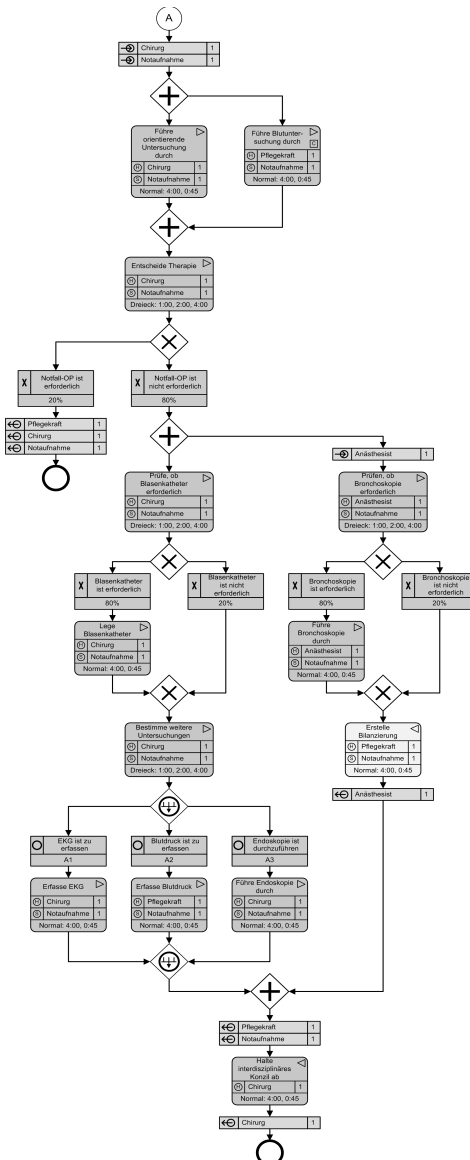 A
Chirurg 1
Notaufnahme 1
Führe
orientierende
Untersuchung
durch
H Chirurg 1
S Notaufnahme 1
Normal: 4:00, 0:45
Führe Blutunter-
suchung durch
C
H Pflegekraft 1
S Notaufnahme 1
Normal: 4:00, 0:45
Entscheide Therapie
H Chirurg 1
S Notaufnahme 1
Dreieck: 1:00, 2:00, 4:00
X Notfall-OP ist
erforderlich
20%
X Notfall-OP ist
nicht erforderlich
80%
Pflegekraft 1
Chirurg 1
Notaufnahme 1
Anästhesist 1
Prüfe, ob
Blasenkatheter
erforderlich
H Chirurg 1
S Notaufnahme 1
Dreieck: 1:00, 2:00, 4:00
Prüfen, ob
Bronchoskopie
erforderlich
H Anästhesist 1
S Notaufnahme 1
Dreieck: 1:00, 2:00, 4:00
X Blasenkatheter
ist erforderlich
80%
X Blasenkatheter
ist nicht
erforderlich
20%
X Bronchoskopie
ist erforderlich
80%
X Bronchoskopie
ist nicht
erforderlich
20%
Lege
Blasenkatheter
H Chirurg 1
S Notaufnahme 1
Normal: 4:00, 0:45
Führe
Bronchoskopie
durch
H Anästhesist 1
S Notaufnahme 1
Normal: 4:00, 0:45
Bestimme weitere
Untersuchungen
H Chirurg 1
S Notaufnahme 1
Dreieck: 1:00, 2:00, 4:00
Erstelle
Bilanzierung
H Pflegekraft 1
S Notaufnahme 1
Normal: 4:00, 0:45
Anästhesist 1
EKG ist zu
erfassen
A1
Blutdruck ist zu
erfassen
A2
Endoskopie ist
durchzuführen
A3
Erfasse EKG
H Chirurg 1
S Notaufnahme 1
Normal: 4:00, 0:45
Erfasse Blutdruck
H Pflegekraft 1
S Notaufnahme 1
Normal: 4:00, 0:45
Führe Endoskopie
durch
H Chirurg 1
S Notaufnahme 1
Normal: 4:00, 0:45
Pflegekraft 1
Notaufnahme 1
Halte
interdisziplinäres
Konzil ab
H Chirurg 1
Normal: 4:00, 0:45
Chirurg 1